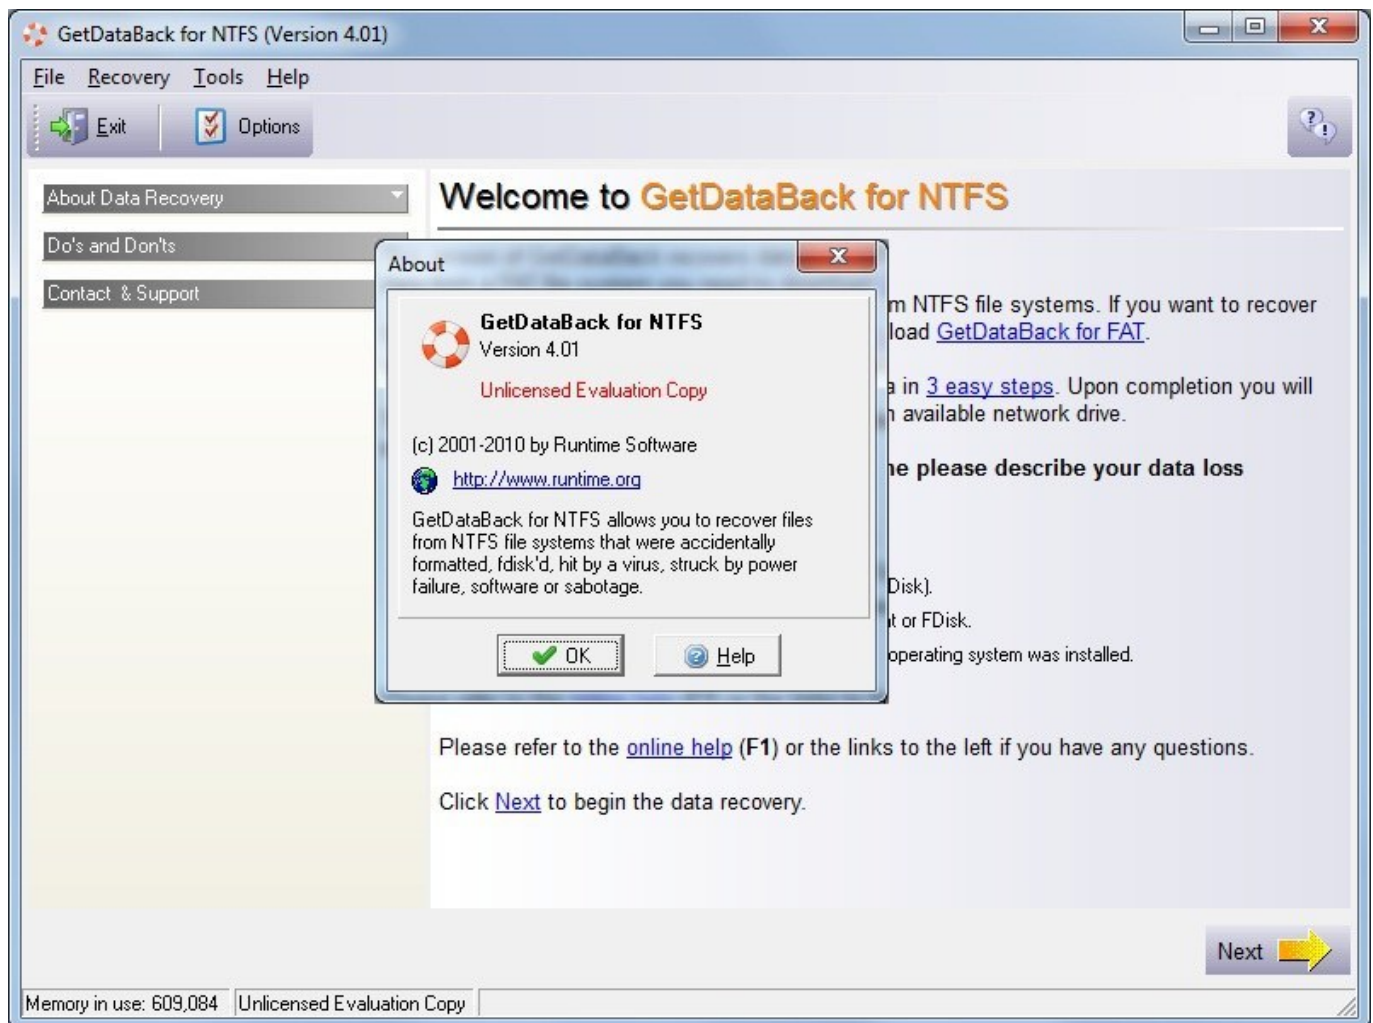 GetDataBack for NTFS (Version 4.01)
File Recovery Tools Help
Exit Options
About Data Recovery
Do's and Don'ts
Contact & Support
Welcome to GetDataBack for NTFS
m NTFS file systems. If you want to recover
load GetDataBack for FAT.
in 3 easy steps. Upon completion you will
available network drive.
please describe your data loss
Disk).
or FDisk.
operating system was installed.
Please refer to the online help (F1) or the links to the left if you have any questions.
Click Next to begin the data recovery.
About
GetDataBack for NTFS
Version 4.01
Unlicensed Evaluation Copy
(c) 2001-2010 by Runtime Software
http://www.runtime.org
GetDataBack for NTFS allows you to recover files
from NTFS file systems that were accidentally
formatted, fdisk'd, hit by a virus, struck by power
failure, software or sabotage.
OK Help
Next
Memory in use: 609,084 Unlicensed Evaluation Copy